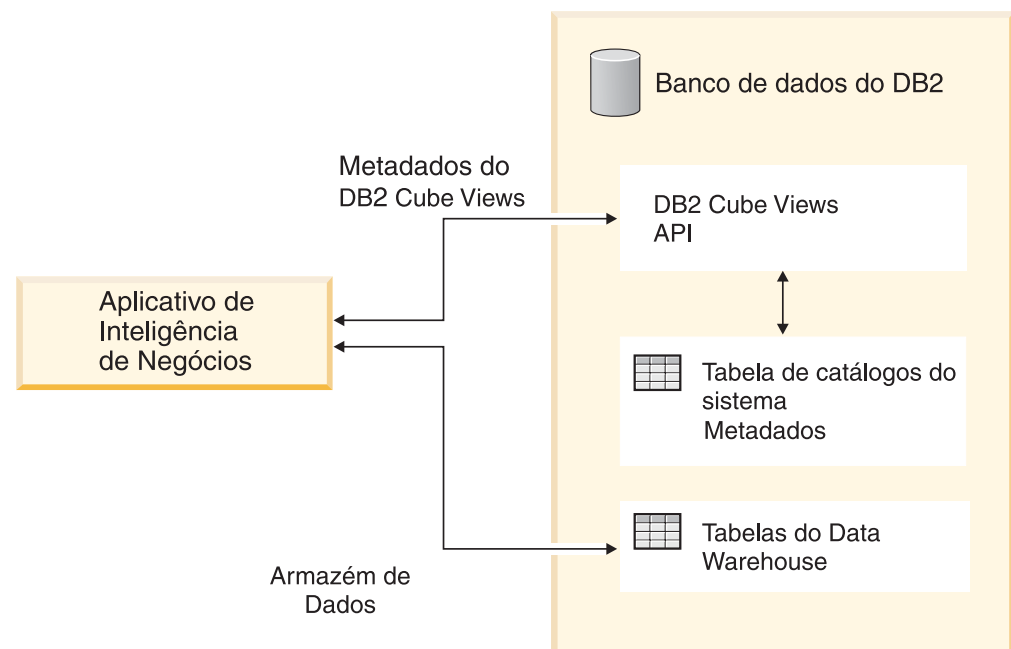 Banco de dados do DB2
Metadados do
DB2 Cube Views
DB2 Cube Views
API
Aplicativo de
Inteligência
de Negócios
Tabela de catálogos do
sistema
Metadados
Tabelas do Data
Warehouse
Armazém de
Dados